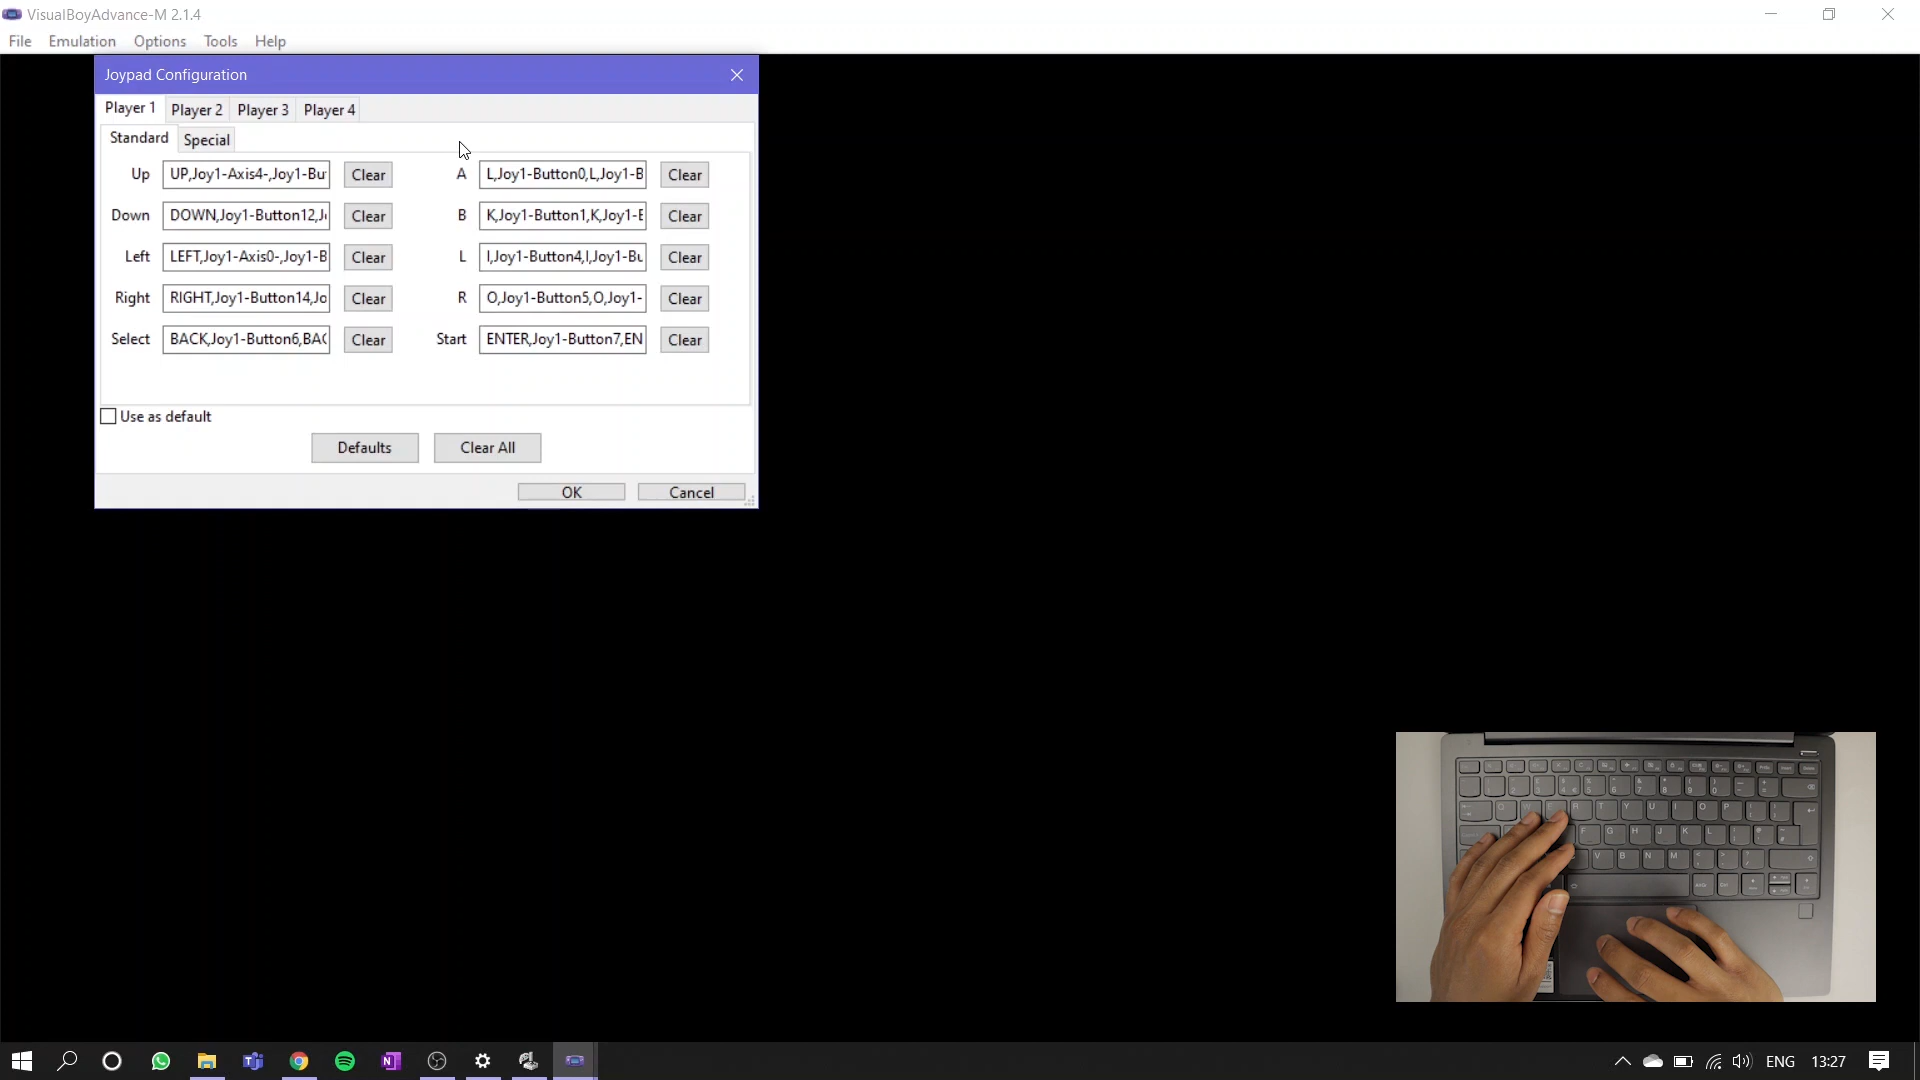 VisualBoyAdvance-M 2.1.4
File Emulation Options Tools Help
Joypad Configuration
Player 1 Player 2 Player 3 Player 4
Standard Special
Up UP,Joy1-Axis4-,Joy1-Bu Clear A L,Joy1-Button0,L,Joy1-B Clear
Down DOWN,Joy1-Button12,J Clear B K,Joy1-Button1,K,Joy1-E Clear
Left LEFT,Joy1-Axis0-,Joy1-B Clear L I,Joy1-Button4,I,Joy1-Bu Clear
Right RIGHT,Joy1-Button14,Jo Clear R O,Joy1-Button5,O,Joy1- Clear
Select BACK,Joy1-Button6,BAC Clear Start ENTER,Joy1-Button7,EN Clear
Use as default
Defaults Clear All
OK Cancel
ENG 13:27